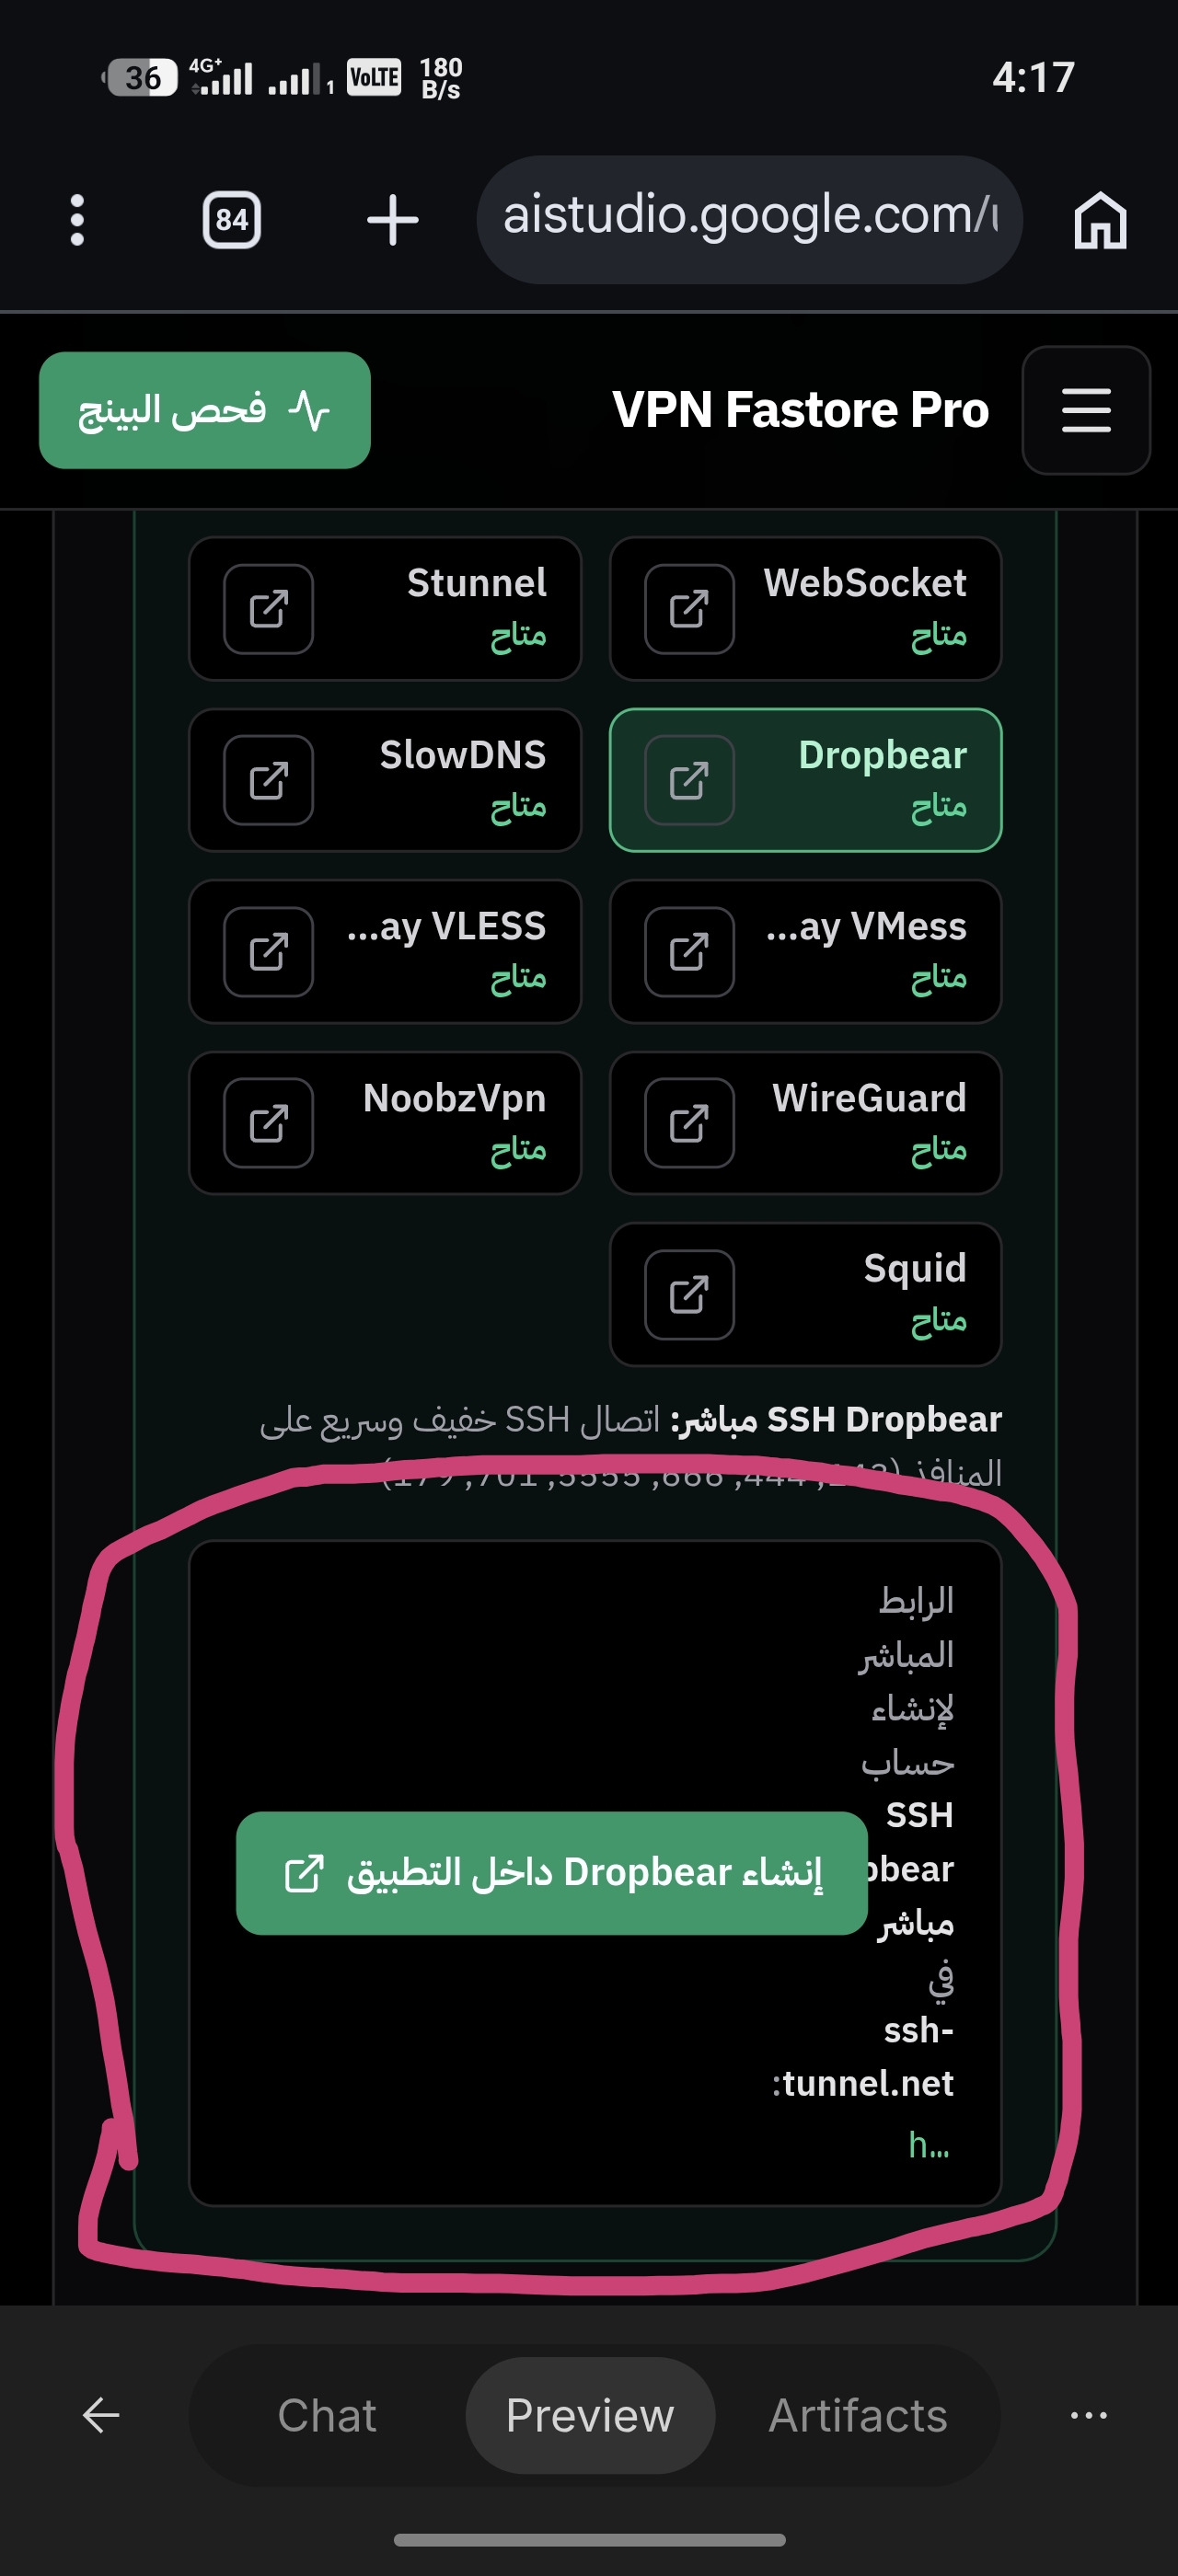 36
4G+
1
VoLTE
180
B/s
4:17
84
aistudio.google.com/
VPN Fastore Pro
فحص البينج
WebSocket
متاح
Stunnel
متاح
Dropbear
متاح
SlowDNS
متاح
...ay VMess
متاح
...ay VLESS
متاح
WireGuard
متاح
NoobzVpn
متاح
Squid
متاح
SSH Dropbear مباشر: اتصال SSH خفيف وسريع على
المنافذ
الرابط
المباشر
لإنشاء
حساب
SSH
bear
مباشر
في
ssh-
tunnel.net:
h...
إنشاء Dropbear داخل التطبيق
Chat
Preview
Artifacts